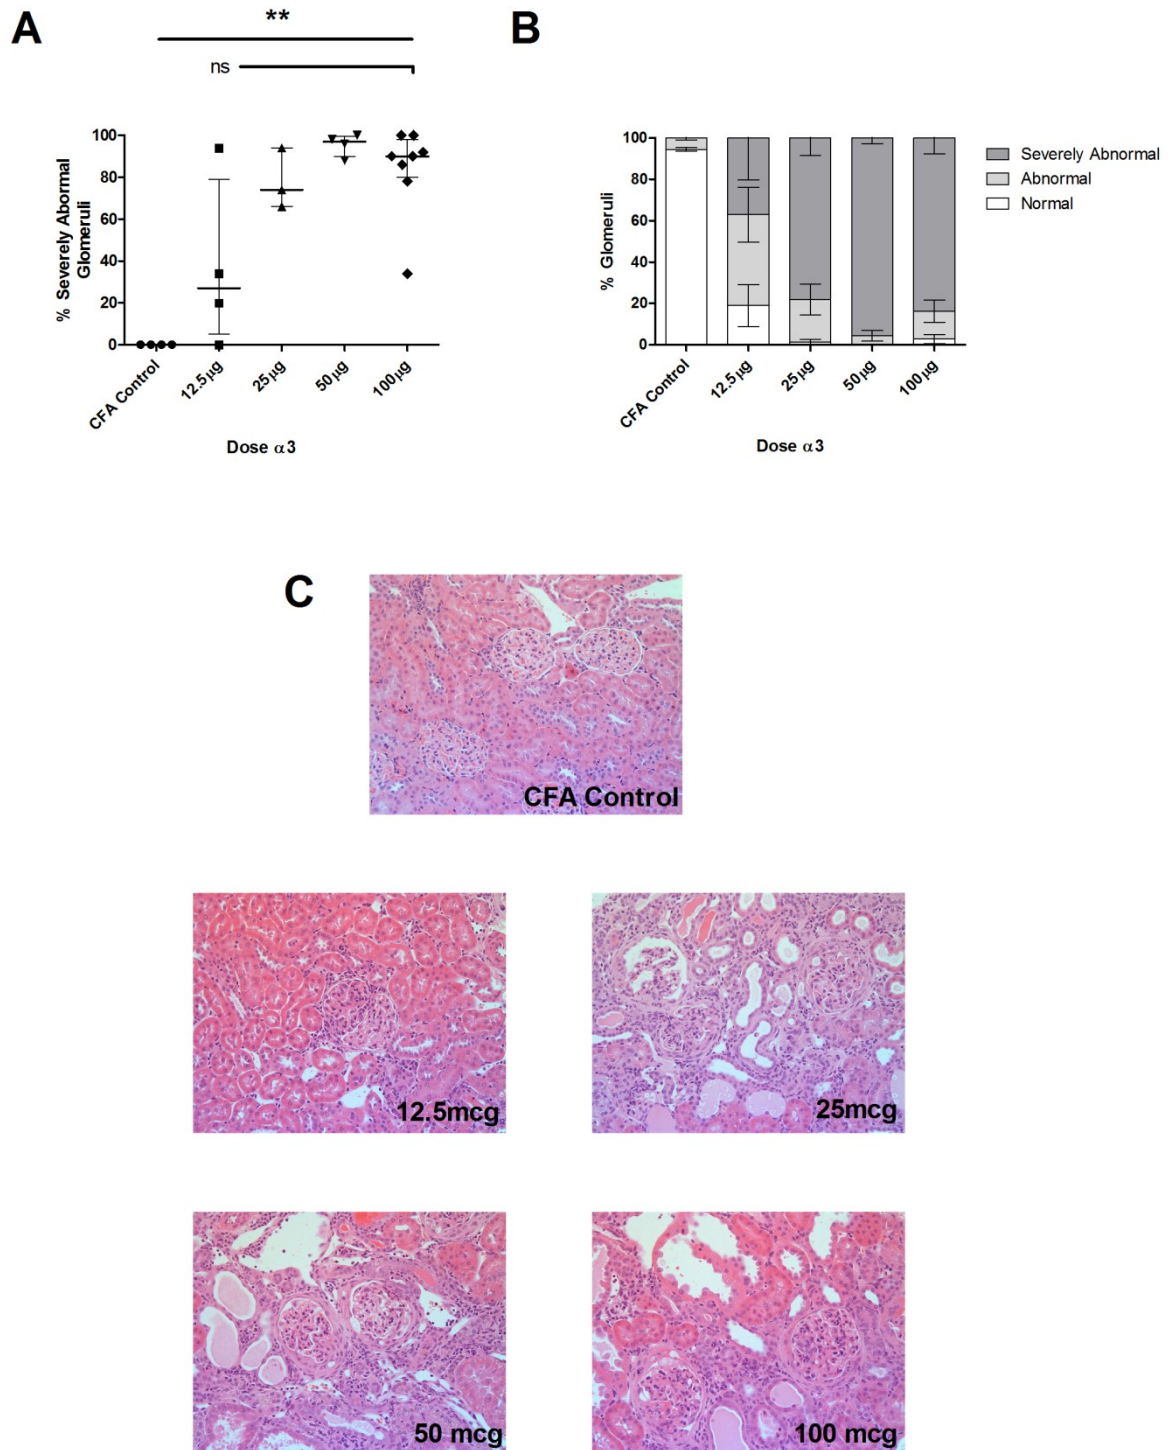 A
**
ns
% Severely Abormal
Glomeruli
100
80
60
40
20
0
CFA Control
12.5µg
25µg
50µg
100µg
Dose α3
B
% Glomeruli
100
80
60
40
20
0
CFA Control
12.5µg
25µg
50µg
100µg
Dose α3
Severely Abnormal
Abnormal
Normal
C
CFA Control
12.5mcg
25mcg
50 mcg
100 mcg